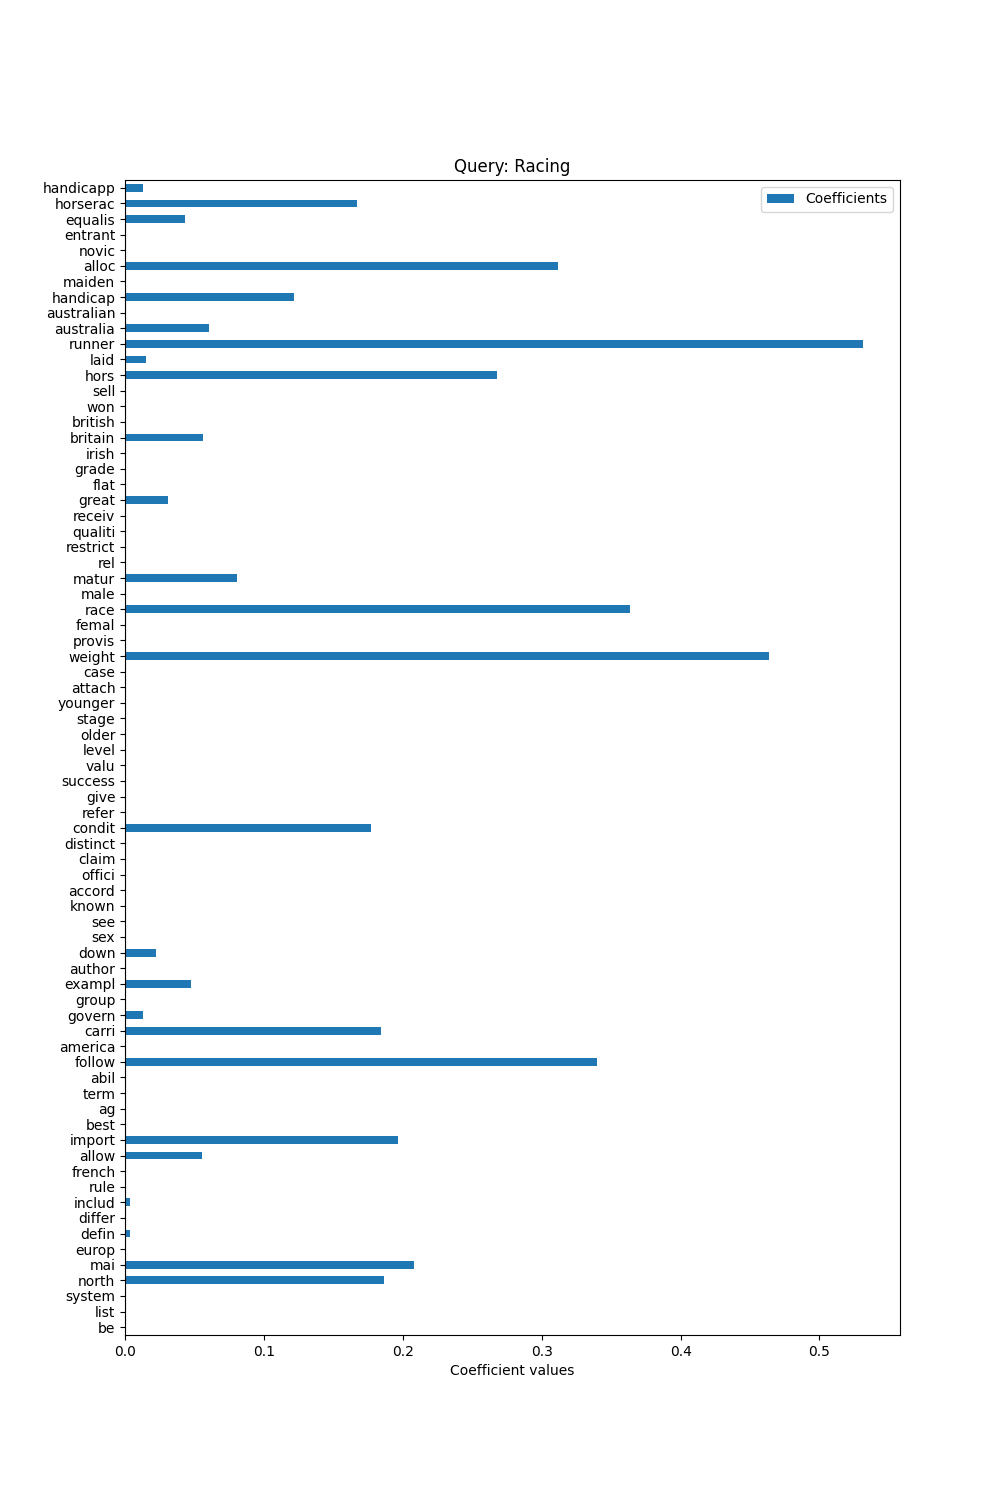 Query: Racing
Coefficients
handicapp
horserac
equalis
entrant
novic
alloc
maiden
handicap
australian
australia
runner
laid
hors
sell
won
british
britain
irish
grade
flat
great
receiv
qualiti
restrict
rel
matur
male
race
femal
provis
weight
case
attach
younger
stage
older
level
valu
success
give
refer
condit
distinct
claim
offici
accord
known
see
sex
down
author
exampl
group
govern
carri
america
follow
abil
term
ag
best
import
allow
french
rule
includ
differ
defin
europ
mai
north
system
list
be
0.0 0.1 0.2 0.3 0.4 0.5
Coefficient values